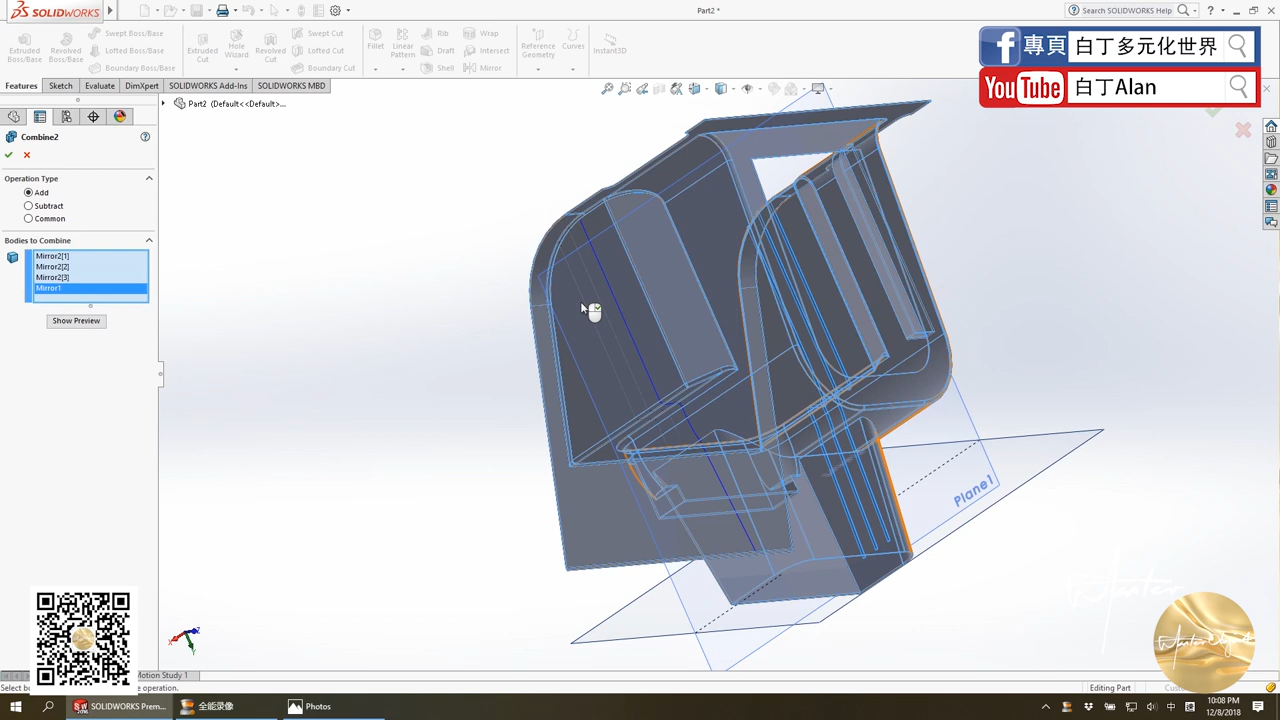 SOLIDWORKS
Part2 *
Search SOLIDWORKS Help
Extruded Boss/Base
Revolved Boss/Base
Swept Boss/Base
Lofted Boss/Base
Boundary Boss/Base
Extruded Cut
Hole Wizard
Revolved Cut
Swept Cut
Lofted Cut
Boundary Cut
Fillet
Linear Pattern
Rib
Draft
Shell
Wrap
Intersect
Mirror
Reference Geometry
Curves
Instant3D
專頁 白丁多元化世界
YouTube 白丁Alan
Features
Sketch
Evaluate
DimXpert
SOLIDWORKS Add-Ins
SOLIDWORKS MBD
Part2 (Default<<Default>...
Combine2
Operation Type
Add
Subtract
Common
Bodies to Combine
Mirror2[1]
Mirror2[2]
Mirror2[3]
Mirror1
Show Preview
Plane1
Motion Study 1
Select bo
operation.
Editing Part
SOLIDWORKS Prem...
全能录像
Photos
中
10:08 PM
12/8/2018